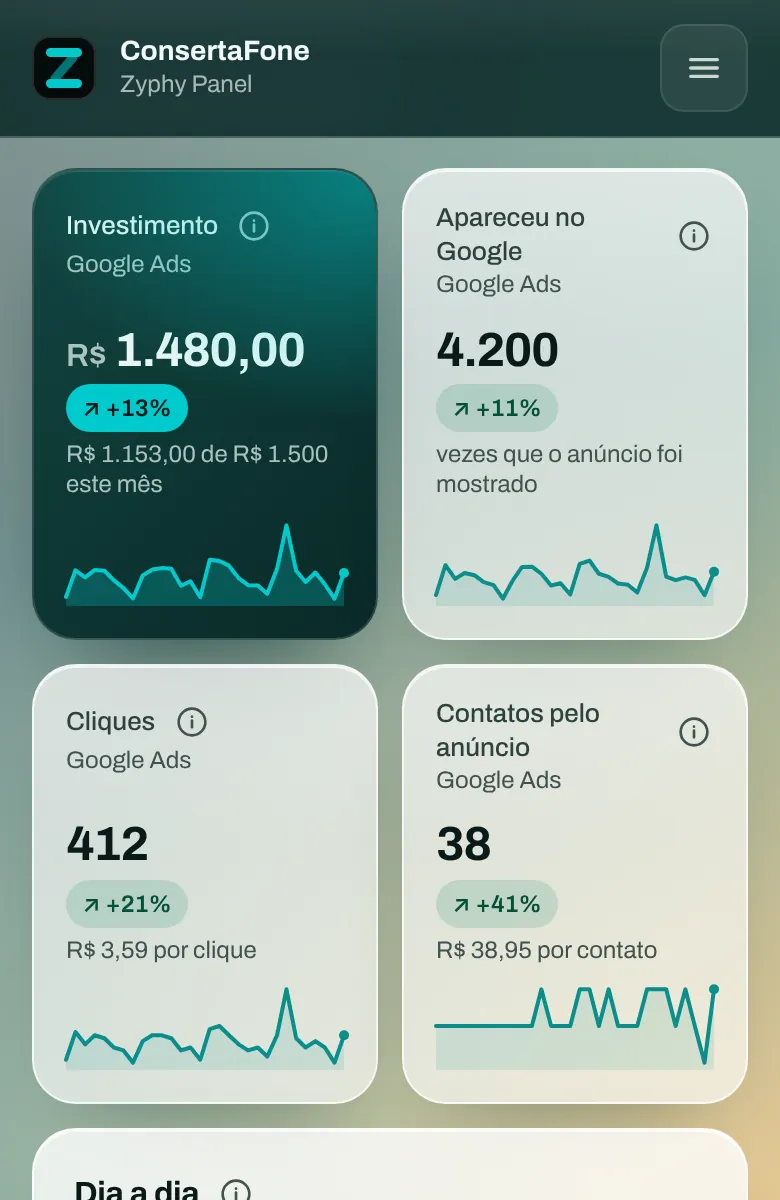 ConsertaFone
Zyphy Panel
Investimento
Google Ads
R$ 1.480,00
+13%
R$ 1.153,00 de R$ 1.500
este mês
Apareceu no
Google
Google Ads
4.200
+11%
vezes que o anúncio foi
mostrado
Cliques
Google Ads
412
+21%
R$ 3,59 por clique
Contatos pelo
anúncio
Google Ads
38
+41%
R$ 38,95 por contato
Dia a dia